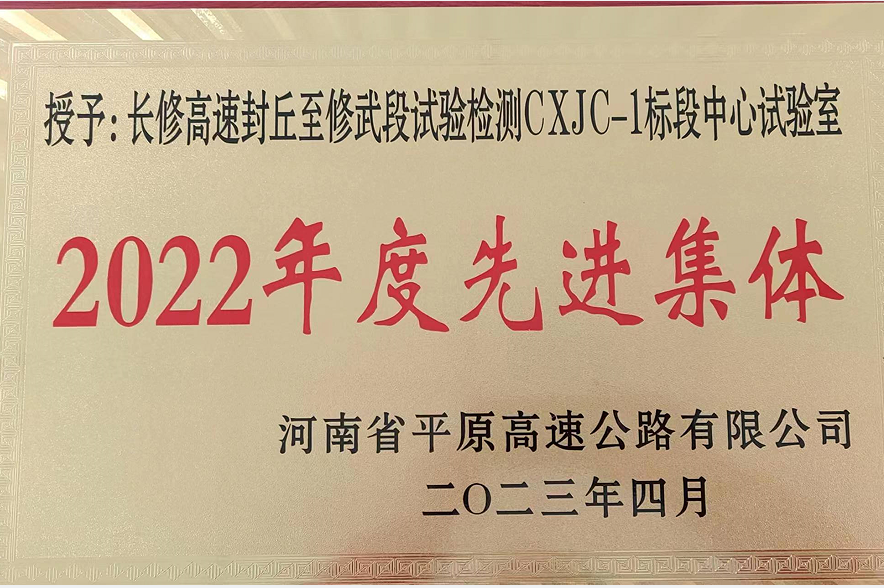 授予:长修高速封丘至修武段试验检测CXJC-1标段中心试验室
2022年度先进集体
河南省平原高速公路有限公司
二〇二三年四月